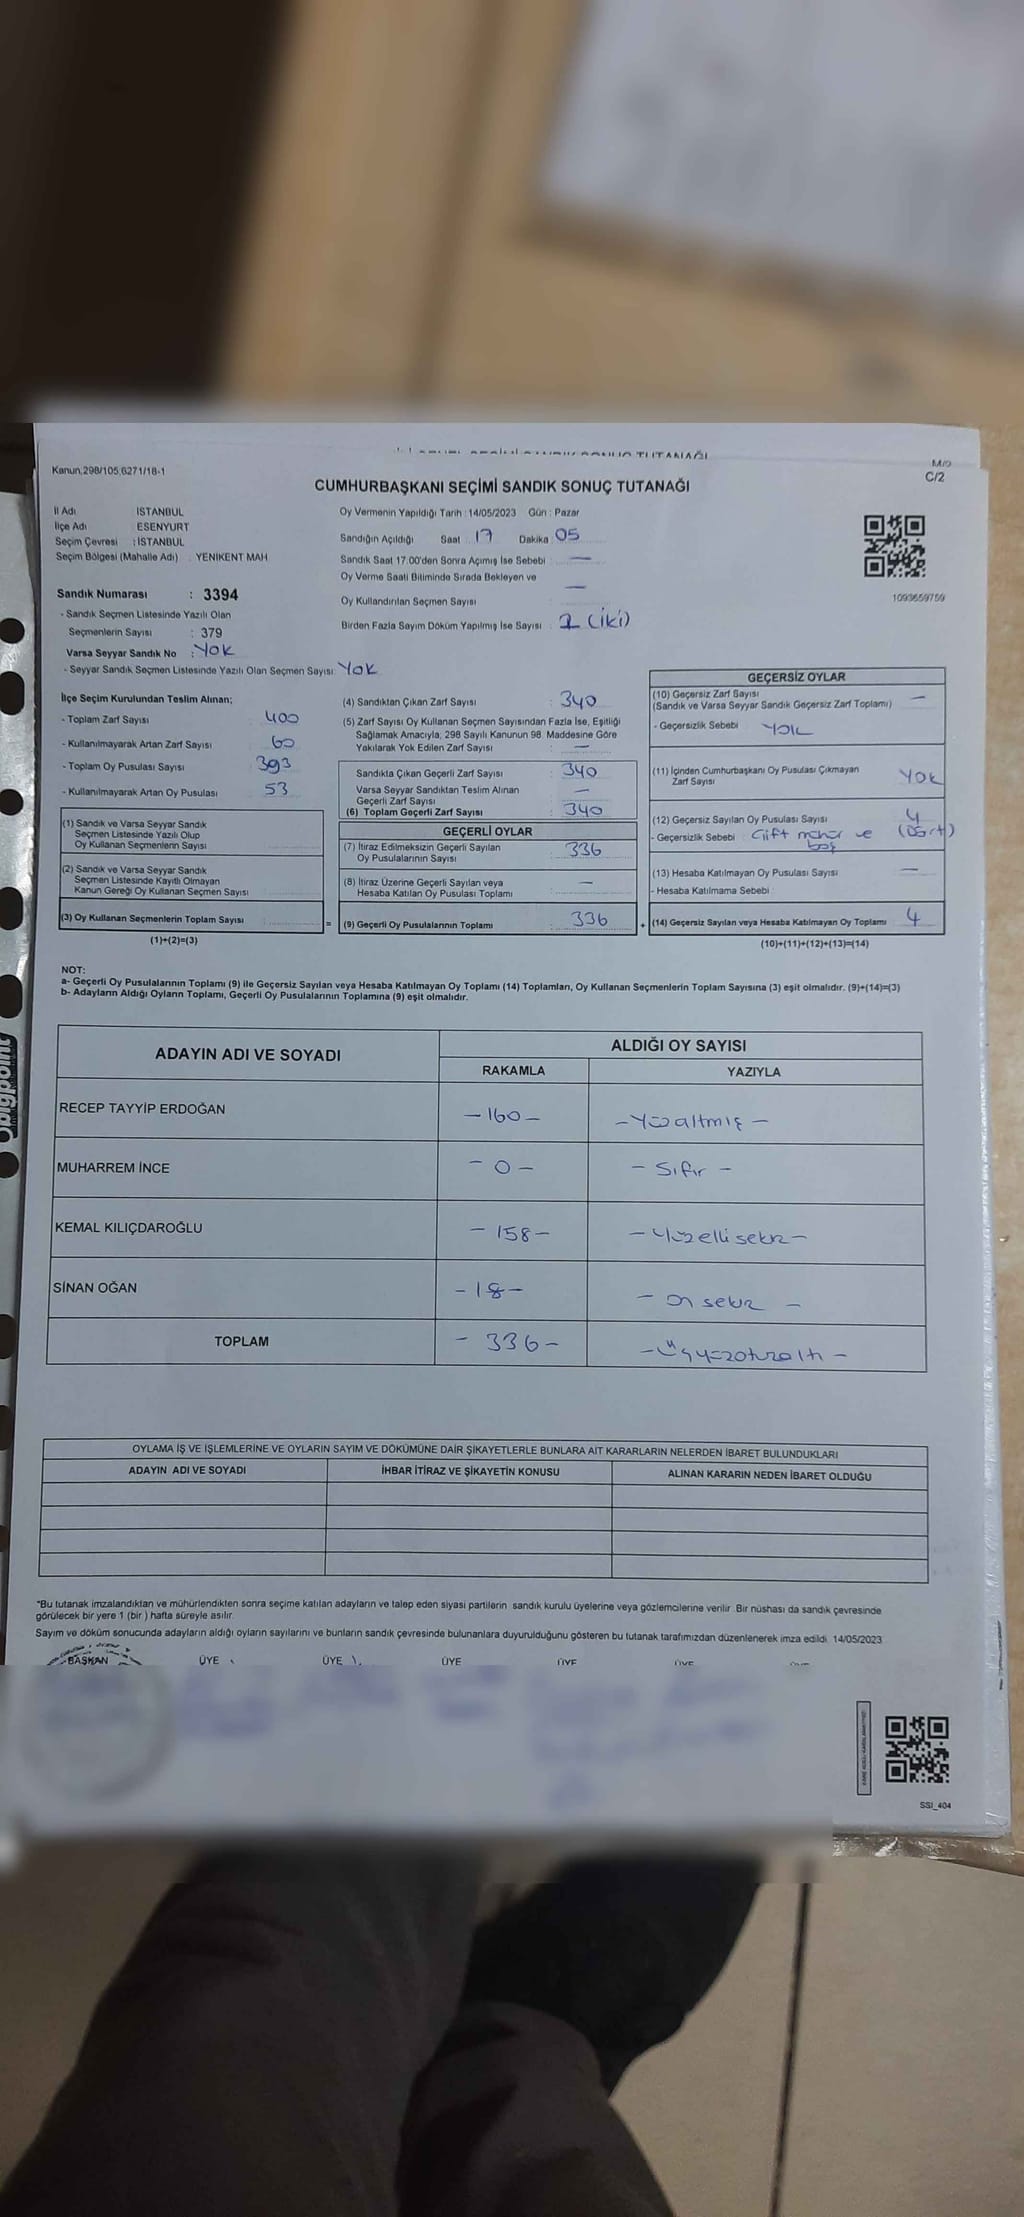 SONUÇ TUTANAĞI
Kanun;298/105;6271/18-1
C/2
CUMHURBAŞKANI SEÇİMİ SANDIK SONUÇ TUTANAĞI
İl Adı İSTANBUL
İlçe Adı ESENYURT
Seçim Çevresi : İSTANBUL
Seçim Bölgesi (Mahalle Adı) : YENİKENT MAH
Sandık Numarası : 3394
- Sandık Seçmen Listesinde Yazılı Olan
Seçmenlerin Sayısı : 379
Varsa Seyyar Sandık No : YOK
- Seyyar Sandık Seçmen Listesinde Yazılı Olan Seçmen Sayısı: YOK
Oy Vermenin Yapıldığı Tarih : 14/05/2023 Gün : Pazar
Sandığın Açıldığı Saat : 17 Dakika : 05
Sandık Saat 17.00'den Sonra Açımış İse Sebebi : —
Oy Verme Saati Bitiminde Sırada Bekleyen ve
Oy Kullandırılan Seçmen Sayısı : —
Birden Fazla Sayım Döküm Yapılmış İse Sayısı : 2 (iki)
1093659759
İlçe Seçim Kurulundan Teslim Alınan;
- Toplam Zarf Sayısı 400
- Kullanılmayarak Artan Zarf Sayısı 60
- Toplam Oy Pusulası Sayısı 393
- Kullanılmayarak Artan Oy Pusulası 53
(1) Sandık ve Varsa Seyyar Sandık
Seçmen Listesinde Yazılı Olup
Oy Kullanan Seçmenlerin Sayısı
(2) Sandık ve Varsa Seyyar Sandık
Seçmen Listesinde Kayıtlı Olmayan
Kanun Gereği Oy Kullanan Seçmen Sayısı
(3) Oy Kullanan Seçmenlerin Toplam Sayısı
(1)+(2)=(3)
(4) Sandıktan Çıkan Zarf Sayısı : 340
(5) Zarf Sayısı Oy Kullanan Seçmen Sayısından Fazla İse, Eşitliği
Sağlamak Amacıyla, 298 Sayılı Kanunun 98. Maddesine Göre
Yakılarak Yok Edilen Zarf Sayısı : —
Sandıkta Çıkan Geçerli Zarf Sayısı : 340
Varsa Seyyar Sandıktan Teslim Alınan
Geçerli Zarf Sayısı : —
(6) Toplam Geçerli Zarf Sayısı : 340
GEÇERLİ OYLAR
(7) İtiraz Edilmeksizin Geçerli Sayılan
Oy Pusulalarının Sayısı : 336
(8) İtiraz Üzerine Geçerli Sayılan veya
Hesaba Katılan Oy Pusulası Toplamı : —
= (9) Geçerli Oy Pusulalarının Toplamı : 336
GEÇERSİZ OYLAR
(10) Geçersiz Zarf Sayısı
(Sandık ve Varsa Seyyar Sandık Geçersiz Zarf Toplamı) —
- Geçersizlik Sebebi : YOK
(11) İçinden Cumhurbaşkanı Oy Pusulası Çıkmayan
Zarf Sayısı YOK
(12) Geçersiz Sayılan Oy Pusulası Sayısı 4
- Geçersizlik Sebebi : Çift mühür ve boş (Dört)
(13) Hesaba Katılmayan Oy Pusulası Sayısı —
- Hesaba Katılmama Sebebi :
+ (14) Geçersiz Sayılan veya Hesaba Katılmayan Oy Toplamı : 4
(10)+(11)+(12)+(13)=(14)
NOT:
a- Geçerli Oy Pusulalarının Toplamı (9) ile Geçersiz Sayılan veya Hesaba Katılmayan Oy Toplamı (14) Toplamları, Oy Kullanan Seçmenlerin Toplam Sayısına (3) eşit olmalıdır. (9)+(14)=(3)
b- Adayların Aldığı Oyların Toplamı, Geçerli Oy Pusulalarının Toplamına (9) eşit olmalıdır.
ADAYIN ADI VE SOYADI ALDIĞI OY SAYISI
RAKAMLA YAZIYLA
RECEP TAYYİP ERDOĞAN — 160 — — Yüzaltmış —
MUHARREM İNCE — 0 — — Sıfır —
KEMAL KILIÇDAROĞLU — 158 — — Yüzellisekiz —
SİNAN OĞAN — 18 — — On sekiz —
TOPLAM — 336 — — Üçyüzotuzaltı —
OYLAMA İŞ VE İŞLEMLERİNE VE OYLARIN SAYIM VE DÖKÜMÜNE DAİR ŞİKAYETLERLE BUNLARA AİT KARARLARIN NELERDEN İBARET BULUNDUKLARI
ADAYIN ADI VE SOYADI İHBAR İTİRAZ VE ŞİKAYETİN KONUSU ALINAN KARARIN NEDEN İBARET OLDUĞU
*Bu tutanak imzalandıktan ve mühürlendikten sonra seçime katılan adayların ve talep eden siyasi partilerin sandık kurulu üyelerine veya gözlemcilerine verilir. Bir nüshası da sandık çevresinde
görülecek bir yere 1 (bir ) hafta süreyle asılır.
Sayım ve döküm sonucunda adayların aldığı oyların sayılarını ve bunların sandık çevresinde bulunanlara duyurulduğunu gösteren bu tutanak tarafımızdan düzenlenerek imza edildi. 14/05/2023
BAŞKAN ÜYE ÜYE ÜYE ÜYE ÜYE
SSI_404
bigpoint